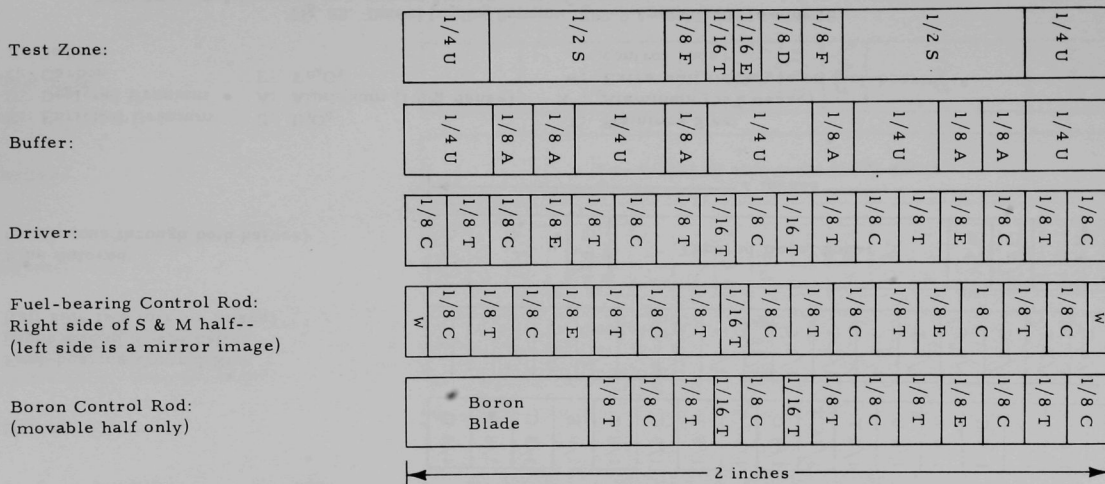 Test Zone:
1/4 U 1/2 S 1/8 F 1/16 T 1/16 E 1/8 D 1/8 F 1/2 S 1/4 U
Buffer:
1/4 U 1/8 A 1/8 A 1/4 U 1/8 A 1/4 U 1/8 A 1/4 U 1/8 A 1/8 A 1/4 U
Driver:
1/8 C 1/8 T 1/8 C 1/8 E 1/8 T 1/8 C 1/8 T 1/16 T 1/8 C 1/16 T 1/8 T 1/8 C 1/8 T 1/8 E 1/8 C 1/8 T 1/8 C
Fuel-bearing Control Rod:
Right side of S & M half--
(left side is a mirror image)
W 1/8 C 1/8 T 1/8 C 1/8 E 1/8 T 1/8 C 1/8 T 1/16 T 1/8 C 1/8 T 1/8 C 1/8 T 1/8 E 1/8 C 1/8 T 1/8 C W
Boron Control Rod:
(movable half only)
Boron
Blade
1/8 T 1/8 C 1/8 T 1/16 T 1/8 C 1/16 T 1/8 T 1/8 C 1/8 T 1/8 E 1/8 C 1/8 T 1/8 C
2 inches